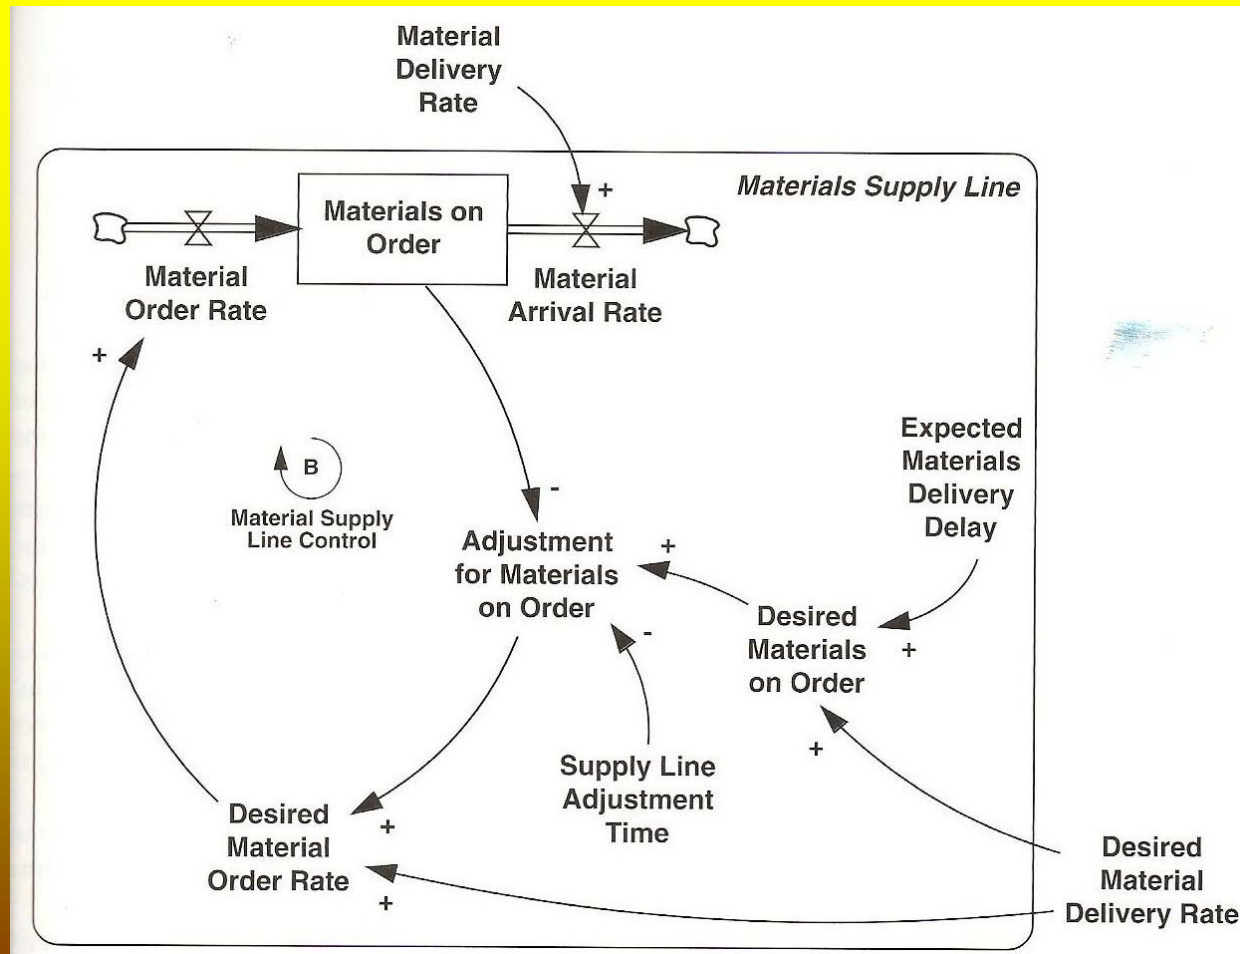 Material
Delivery
Rate
+
Materials Supply Line
Materials on
Order
Material
Order Rate
Material
Arrival Rate
+
Expected
Materials
Delivery
Delay
B
Material Supply
Line Control
-
Adjustment
for Materials
on Order
+
-
Desired
Materials
on Order
+
+
Supply Line
Adjustment
Time
Desired
Material
Order Rate
+
+
Desired
Material
Delivery Rate